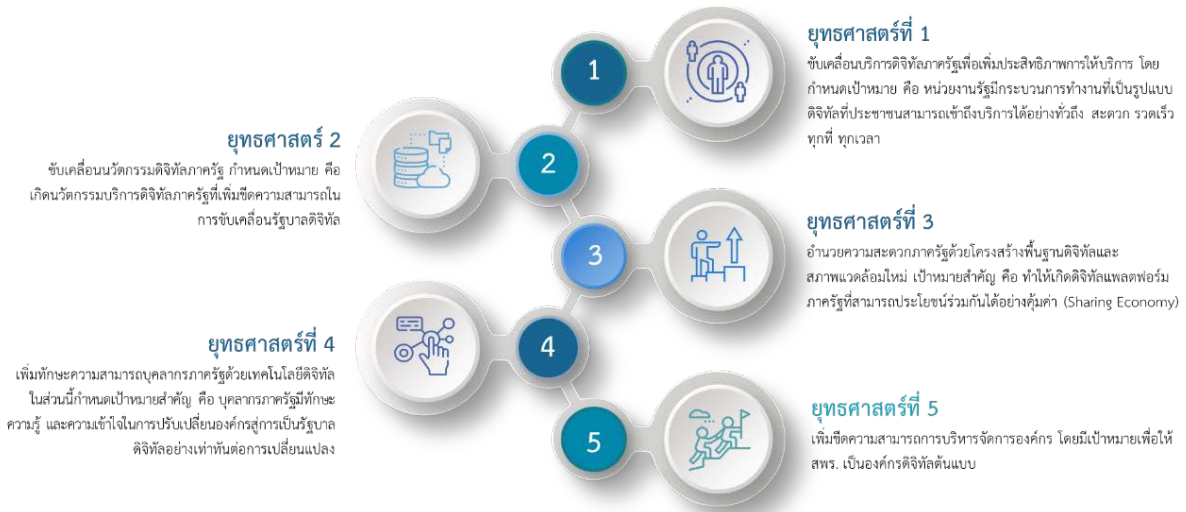 1
ยุทธศาสตร์ที่ 1
ขับเคลื่อนบริการดิจิทัลภาครัฐเพื่อเพิ่มประสิทธิภาพการให้บริการ โดย
กำหนดเป้าหมาย คือ หน่วยงานรัฐมีกระบวนการทำงานที่เป็นรูปแบบ
ดิจิทัลที่ประชาชนสามารถเข้าถึงบริการได้อย่างทั่วถึง สะดวก รวดเร็ว
ทุกที่ ทุกเวลา
2
ยุทธศาสตร์ 2
ขับเคลื่อนนวัตกรรมดิจิทัลภาครัฐ กำหนดเป้าหมาย คือ
เกิดนวัตกรรมบริการดิจิทัลภาครัฐที่เพิ่มขีดความสามารถใน
การขับเคลื่อนรัฐบาลดิจิทัล
3
ยุทธศาสตร์ที่ 3
อำนวยความสะดวกภาครัฐด้วยโครงสร้างพื้นฐานดิจิทัลและ
สภาพแวดล้อมใหม่ เป้าหมายสำคัญ คือ ทำให้เกิดดิจิทัลแพลตฟอร์ม
ภาครัฐที่สามารถประโยชน์ร่วมกันได้อย่างคุ้มค่า (Sharing Economy)
4
ยุทธศาสตร์ที่ 4
เพิ่มทักษะความสามารถบุคลากรภาครัฐด้วยเทคโนโลยีดิจิทัล
ในส่วนนี้กำหนดเป้าหมายสำคัญ คือ บุคลากรภาครัฐมีทักษะ
ความรู้ และความเข้าใจในการปรับเปลี่ยนองค์กรสู่การเป็นรัฐบาล
ดิจิทัลอย่างเท่าทันต่อการเปลี่ยนแปลง
5
ยุทธศาสตร์ที่ 5
เพิ่มขีดความสามารถการบริหารจัดการองค์กร โดยมีเป้าหมายเพื่อให้
สพร. เป็นองค์กรดิจิทัลต้นแบบ